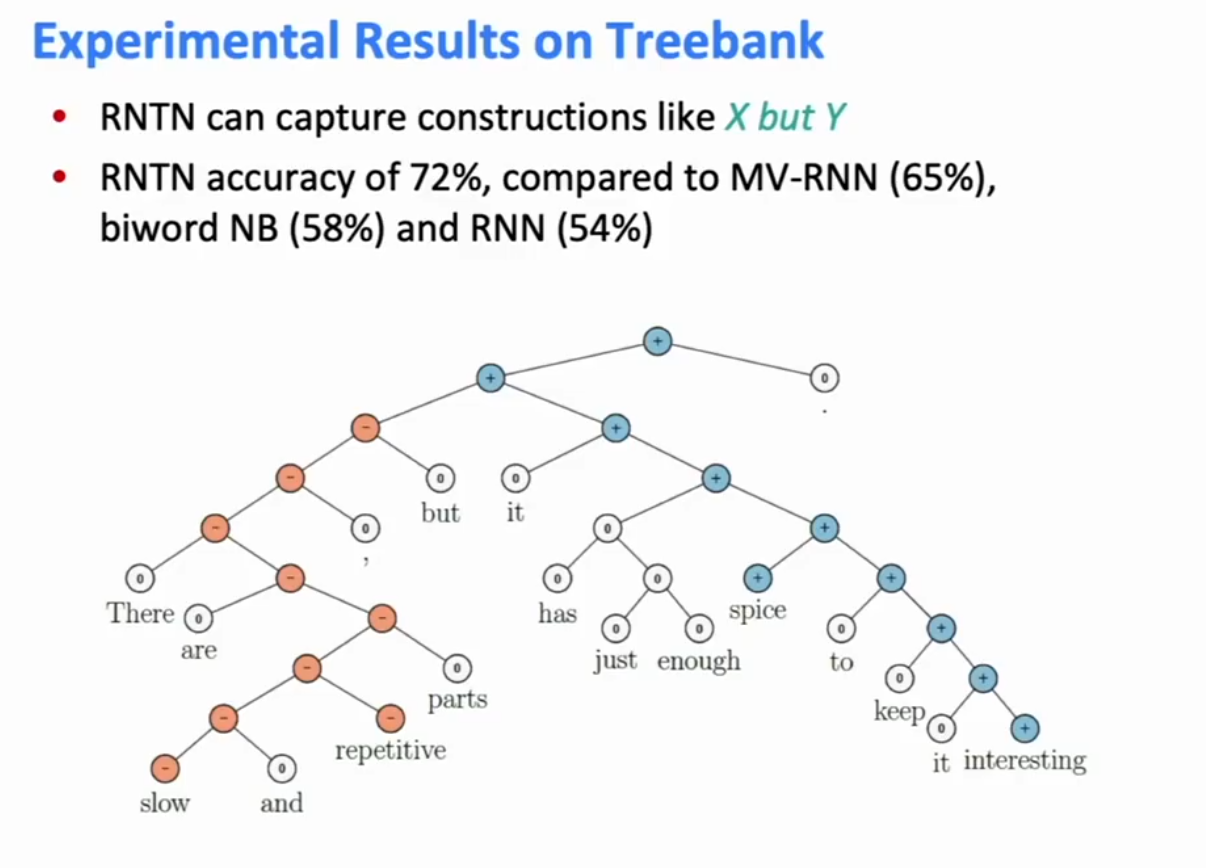 Experimental Results on Treebank
• RNTN can capture constructions like X but Y
• RNTN accuracy of 72%, compared to MV-RNN (65%),
biword NB (58%) and RNN (54%)
+
+ 0
.
- +
- 0 0 +
but it
- 0 0 +
,
0 - 0 0 + +
There has spice
0 - 0 0 0 +
are just enough to
- 0 0 +
parts keep
- - 0 +
repetitive it interesting
- 0
slow and